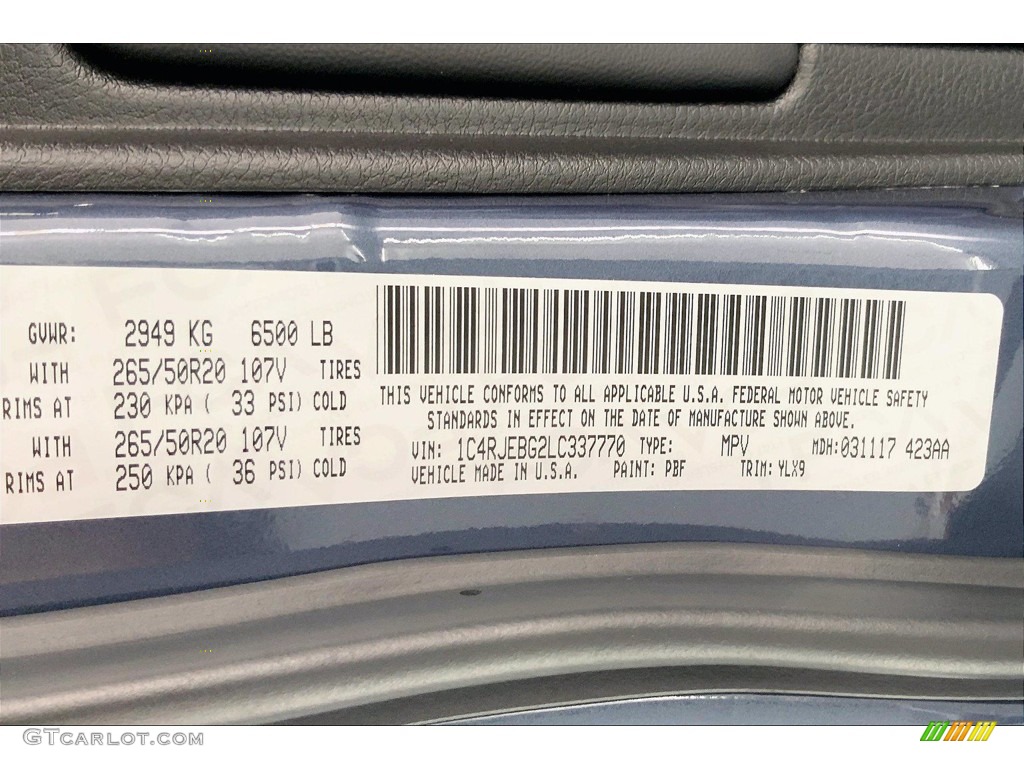 GVWR: 2949 KG 6500 LB
WITH 265/50R20 107V TIRES
RIMS AT 230 KPA ( 33 PSI) COLD
WITH 265/50R20 107V TIRES
RIMS AT 250 KPA ( 36 PSI) COLD
THIS VEHICLE CONFORMS TO ALL APPLICABLE U.S.A. FEDERAL MOTOR VEHICLE SAFETY
STANDARDS IN EFFECT ON THE DATE OF MANUFACTURE SHOWN ABOVE.
VIN: 1C4RJEBG2LC337770 TYPE: MPV MDH:031117 423AA
VEHICLE MADE IN U.S.A. PAINT: PBF TRIM: YLX9
GTCARLOT.COM